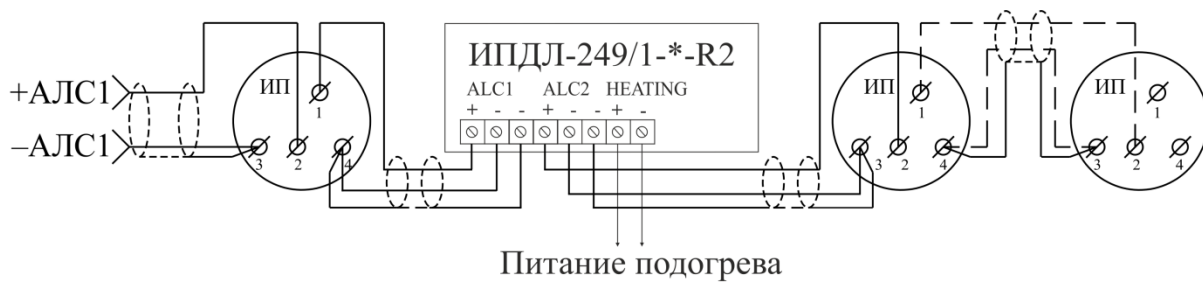 ИПДЛ-249/1-*-R2
ALC1 ALC2 HEATING
+ - - + - - + -
+АЛС1
–АЛС1
ИП
1
3 2 4
ИП
1
3 2 4
ИП
1
3 2 4
Питание подогрева